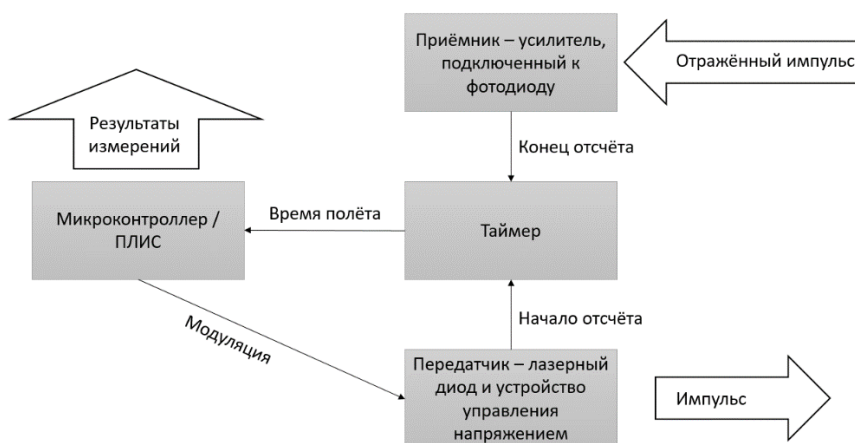 Приёмник – усилитель,
подключенный к
фотодиоду
Отражённый импульс
Результаты
измерений
Конец отсчёта
Микроконтроллер /
ПЛИС
Время полёта
Таймер
Модуляция
Начало отсчёта
Передатчик – лазерный
диод и устройство
управления
напряжением
Импульс